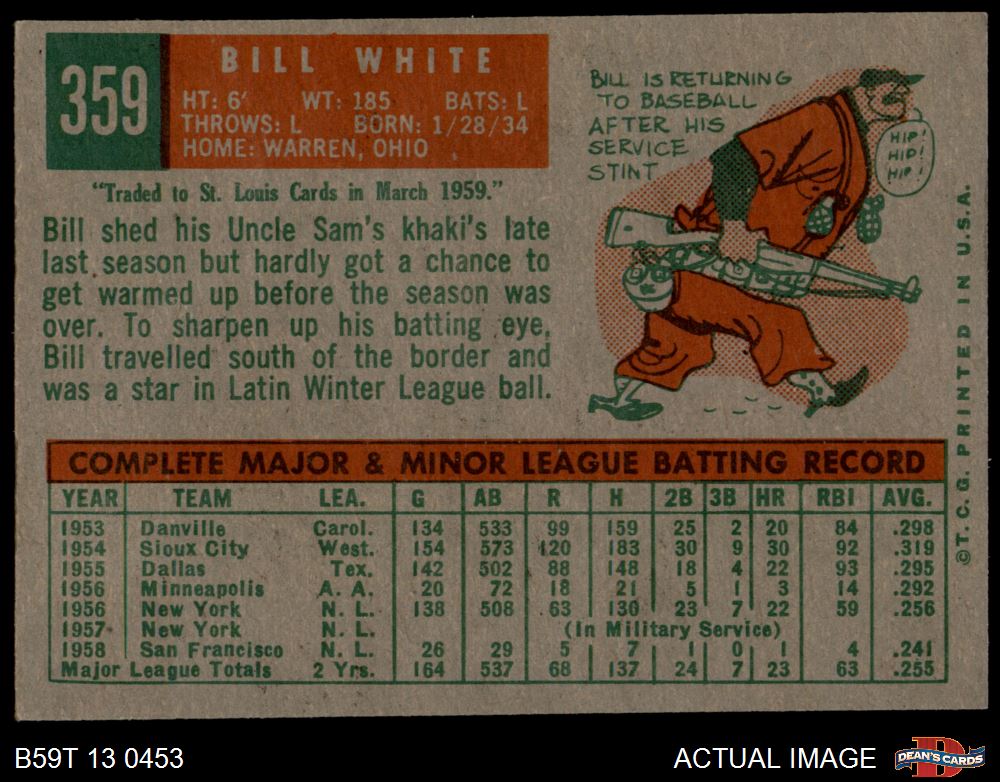 359
BILL WHITE
HT: 6' WT: 185 BATS: L
THROWS: L BORN: 1/28/34
HOME: WARREN, OHIO
"Traded to St. Louis Cards in March 1959."
Bill shed his Uncle Sam's khaki's late
last season but hardly got a chance to
get warmed up before the season was
over. To sharpen up his batting eye,
Bill travelled south of the border and
was a star in Latin Winter League ball.
BILL IS RETURNING
TO BASEBALL
AFTER HIS
SERVICE
STINT
HIP!
HIP!
HIP!
COMPLETE MAJOR & MINOR LEAGUE BATTING RECORD
YEAR TEAM LEA. G AB R H 2B 3B HR RBI AVG.
1953 Danville Carol. 134 533 99 159 25 2 20 84 .298
1954 Sioux City West. 154 573 120 183 30 9 30 92 .319
1955 Dallas Tex. 142 502 88 148 18 4 22 93 .295
1956 Minneapolis A. A. 20 72 18 21 5 1 3 14 .292
1956 New York N. L. 138 508 63 130 23 7 22 59 .256
1957 New York N. L. (In Military Service)
1958 San Francisco N. L. 26 29 5 7 1 0 1 4 .241
Major League Totals 2 Yrs. 164 537 68 137 24 7 23 63 .255
©T.C.G. PRINTED IN U.S.A.
B59T 13 0453
ACTUAL IMAGE
D
DEAN'S CARDS